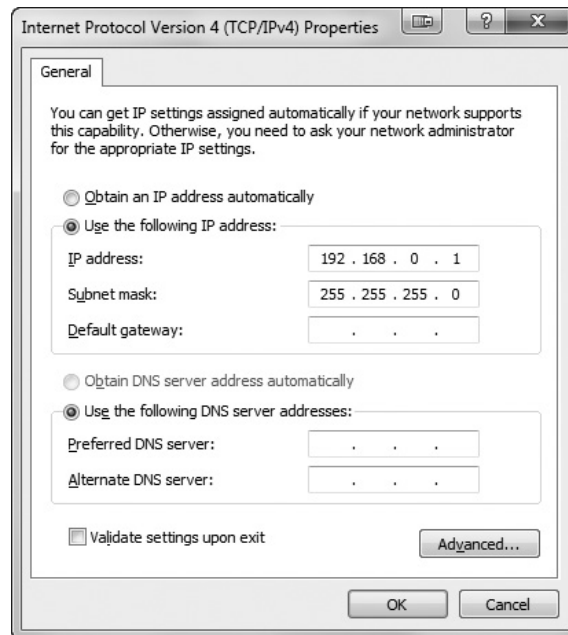 Internet Protocol Version 4 (TCP/IPv4) Properties
General
You can get IP settings assigned automatically if your network supports
this capability. Otherwise, you need to ask your network administrator
for the appropriate IP settings.
Obtain an IP address automatically
Use the following IP address:
IP address: 192 . 168 . 0 . 1
Subnet mask: 255 . 255 . 255 . 0
Default gateway: . . .
Obtain DNS server address automatically
Use the following DNS server addresses:
Preferred DNS server: . . .
Alternate DNS server: . . .
Validate settings upon exit
Advanced...
OK Cancel